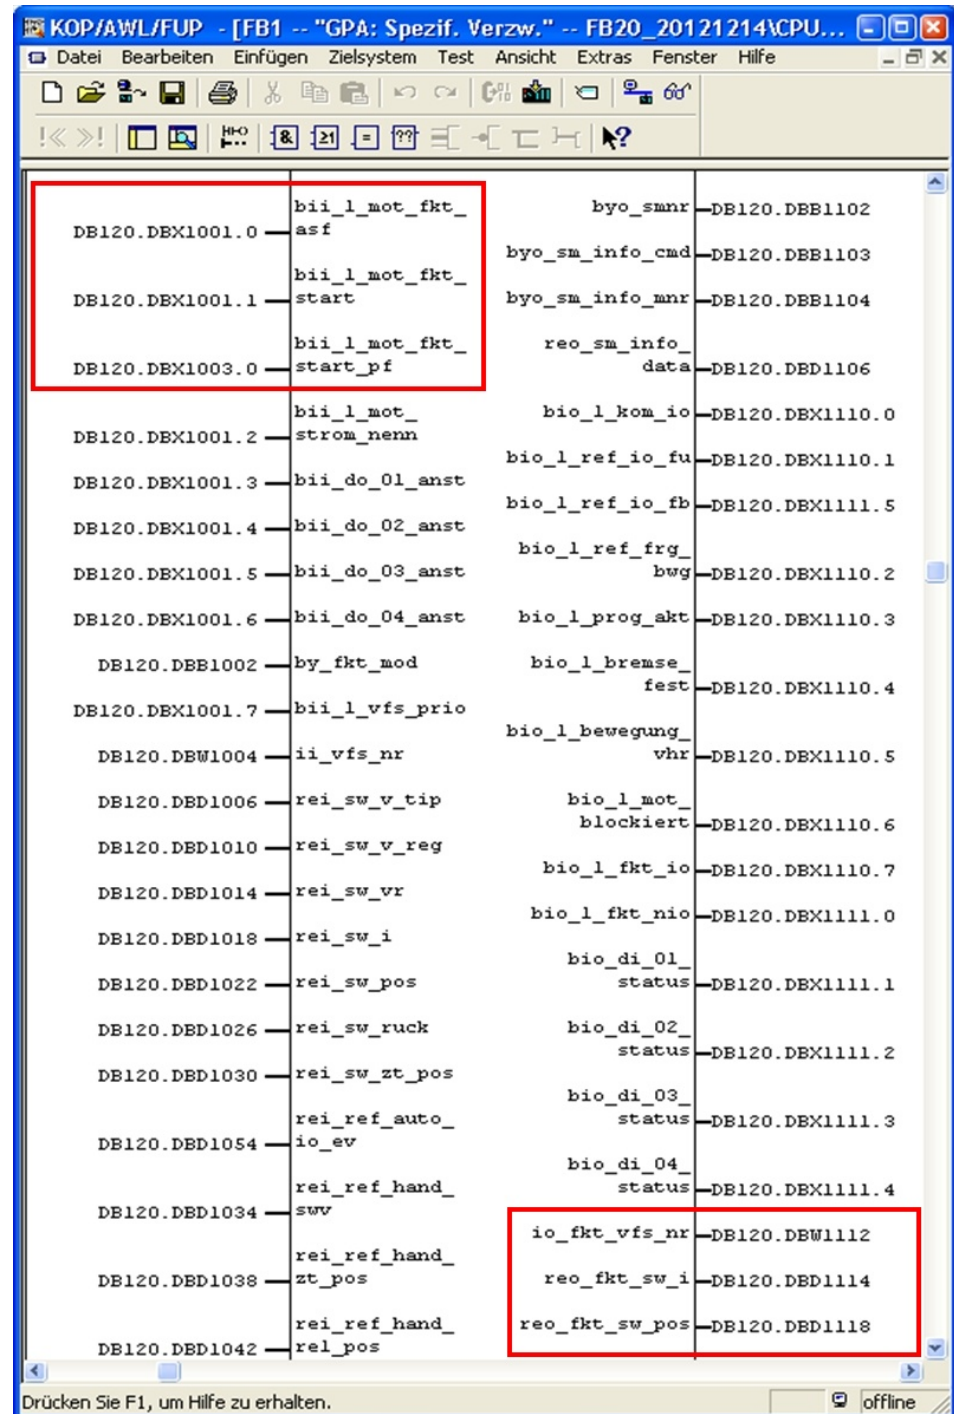 KOP/AWL/FUP - [FB1 -- "GPA: Spezif. Verzw." -- FB20_20121214\CPU...
Datei Bearbeiten Einfügen Zielsystem Test Ansicht Extras Fenster Hilfe
bii_l_mot_fkt_
DB120.DBX1001.0 asf
bii_l_mot_fkt_
DB120.DBX1001.1 start
bii_l_mot_fkt_
DB120.DBX1003.0 start_pf
bii_l_mot_
DB120.DBX1001.2 strom_nenn
DB120.DBX1001.3 bii_do_01_anst
DB120.DBX1001.4 bii_do_02_anst
DB120.DBX1001.5 bii_do_03_anst
DB120.DBX1001.6 bii_do_04_anst
DB120.DBB1002 by_fkt_mod
DB120.DBX1001.7 bii_l_vfs_prio
DB120.DBW1004 ii_vfs_nr
DB120.DBD1006 rei_sw_v_tip
DB120.DBD1010 rei_sw_v_reg
DB120.DBD1014 rei_sw_vr
DB120.DBD1018 rei_sw_i
DB120.DBD1022 rei_sw_pos
DB120.DBD1026 rei_sw_ruck
DB120.DBD1030 rei_sw_zt_pos
rei_ref_auto_
DB120.DBD1054 io_ev
rei_ref_hand_
DB120.DBD1034 swv
rei_ref_hand_
DB120.DBD1038 zt_pos
rei_ref_hand_
DB120.DBD1042 rel_pos
byo_smnr DB120.DBB1102
byo_sm_info_cmd DB120.DBB1103
byo_sm_info_mnr DB120.DBB1104
reo_sm_info_
data DB120.DBD1106
bio_l_kom_io DB120.DBX1110.0
bio_l_ref_io_fu DB120.DBX1110.1
bio_l_ref_io_fb DB120.DBX1111.5
bio_l_ref_frg_
bwg DB120.DBX1110.2
bio_l_prog_akt DB120.DBX1110.3
bio_l_bremse_
fest DB120.DBX1110.4
bio_l_bewegung_
vhr DB120.DBX1110.5
bio_l_mot_
blockiert DB120.DBX1110.6
bio_l_fkt_io DB120.DBX1110.7
bio_l_fkt_nio DB120.DBX1111.0
bio_di_01_
status DB120.DBX1111.1
bio_di_02_
status DB120.DBX1111.2
bio_di_03_
status DB120.DBX1111.3
bio_di_04_
status DB120.DBX1111.4
io_fkt_vfs_nr DB120.DBW1112
reo_fkt_sw_i DB120.DBD1114
reo_fkt_sw_pos DB120.DBD1118
Drücken Sie F1, um Hilfe zu erhalten.
offline